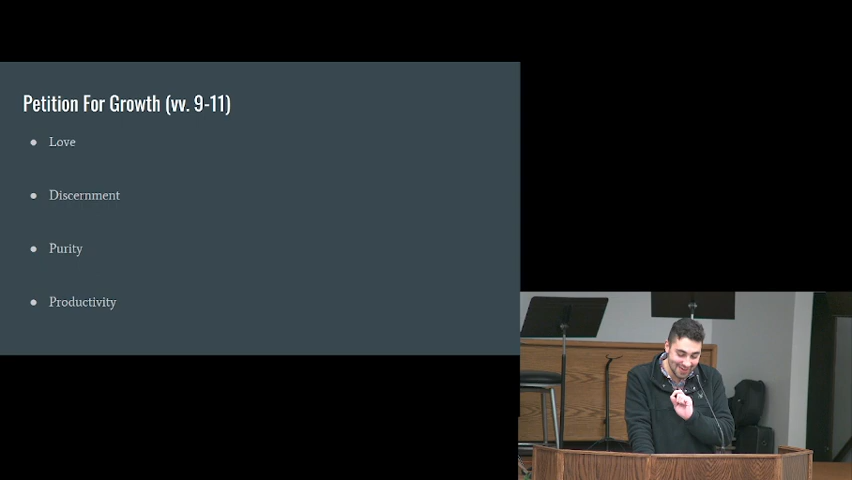 Petition For Growth (vv. 9-11)
● Love
● Discernment
● Purity
● Productivity